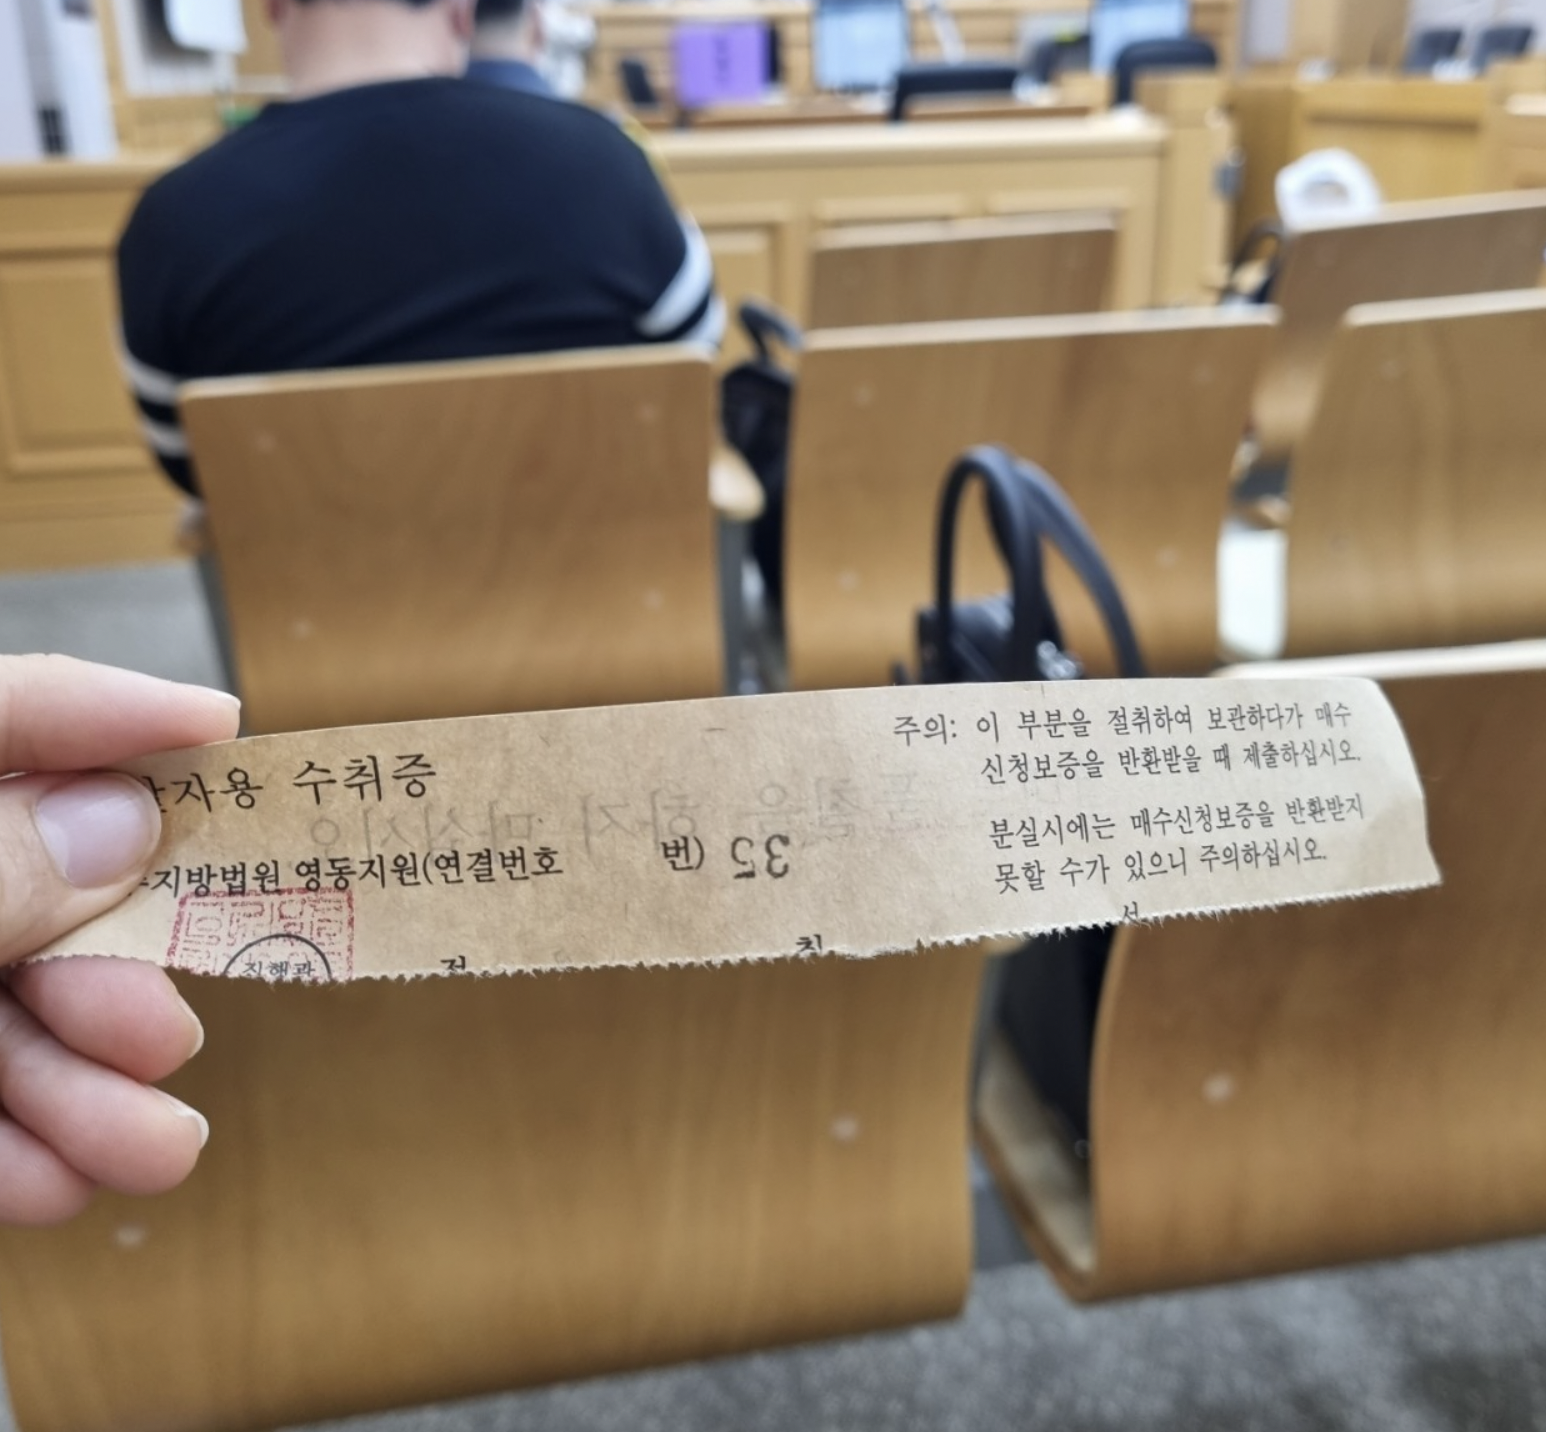 자용 수취증
지방법원 영동지원(연결번호 35 번)
주의: 이 부분을 절취하여 보관하다가 매수
신청보증을 반환받을 때 제출하십시오.
분실시에는 매수신청보증을 반환받지
못할 수가 있으니 주의하십시오.
집행관
절
취
선